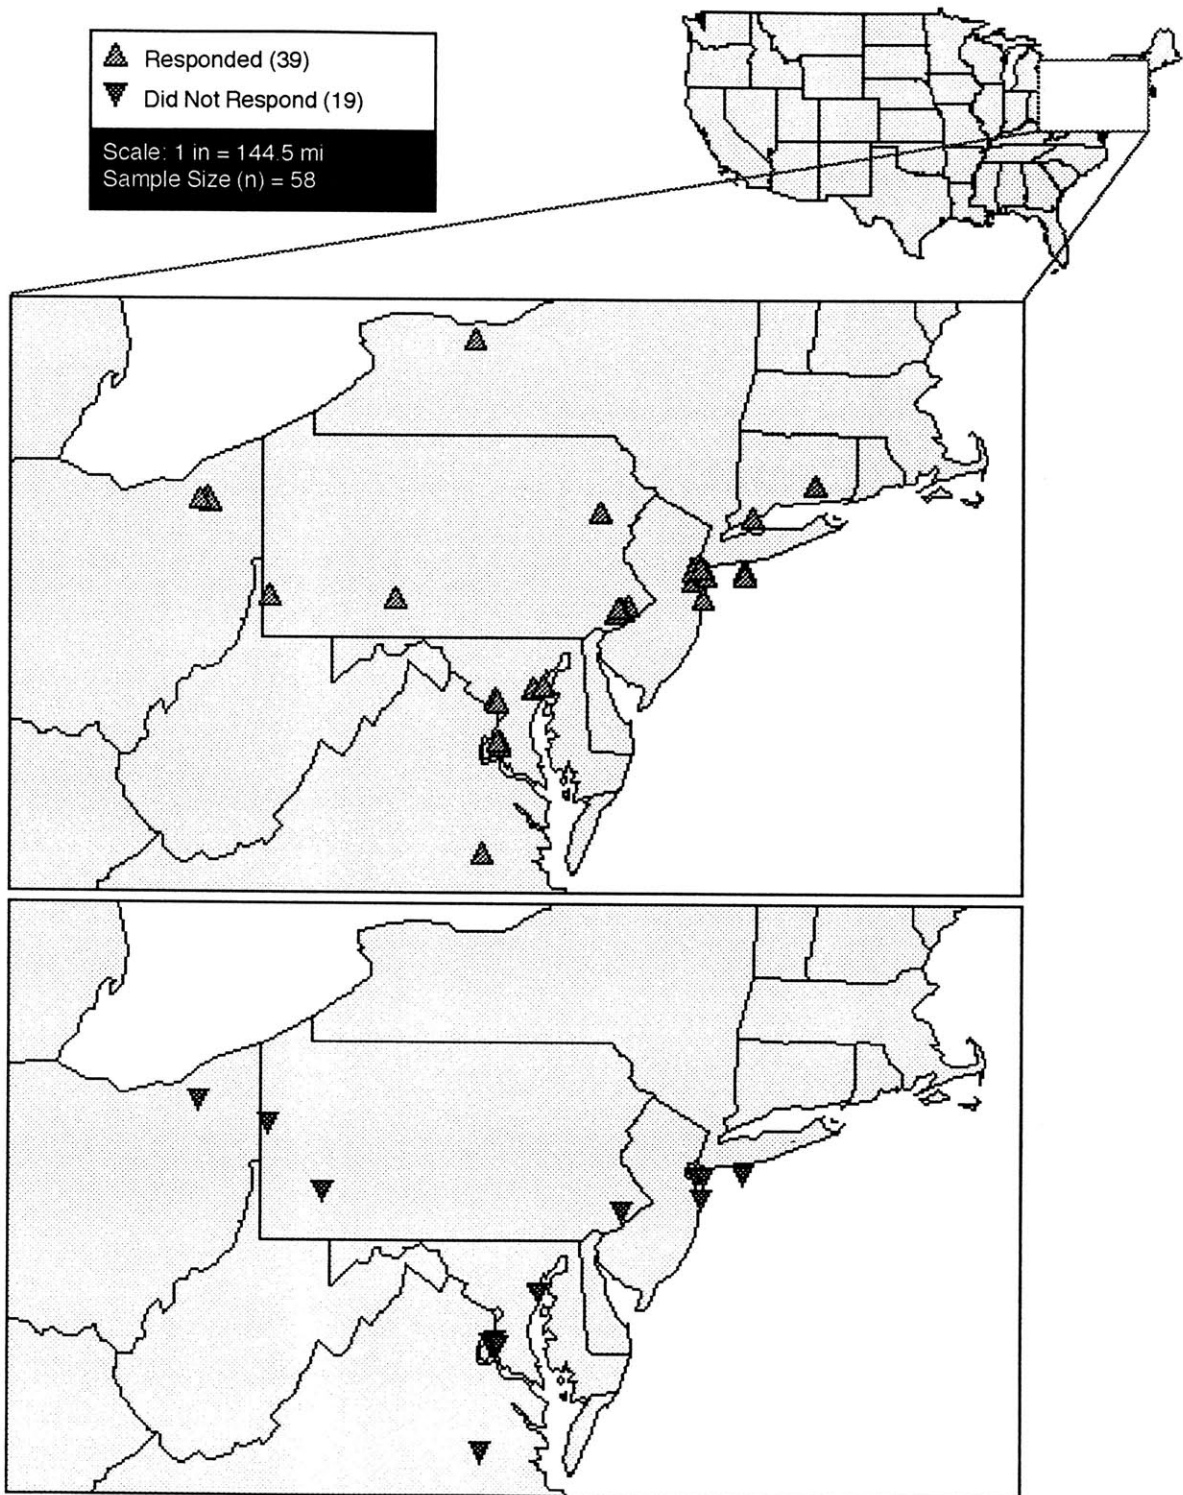 Responded (39)
Did Not Respond (19)
Scale: 1 in = 144.5 mi
Sample Size (n) = 58